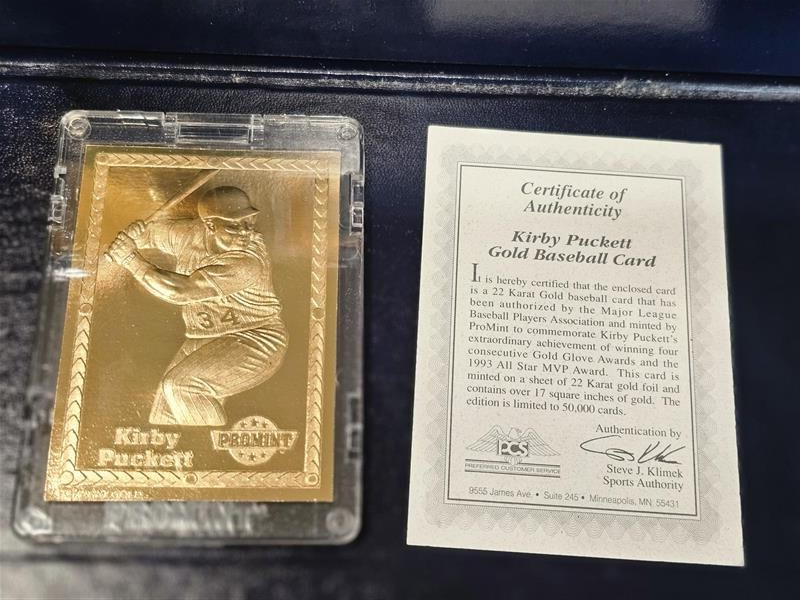 34
Kirby
Puckett
PROMINT
Certificate of
Authenticity
Kirby Puckett
Gold Baseball Card
It is hereby certified that the enclosed card
is a 22 Karat Gold baseball card that has
been authorized by the Major League
Baseball Players Association and minted by
ProMint to commemorate Kirby Puckett's
extraordinary achievement of winning four
consecutive Gold Glove Awards and the
1993 All Star MVP Award. This card is
minted on a sheet of 22 Karat gold foil and
contains over 17 square inches of gold. The
edition is limited to 50,000 cards.
Authentication by
PCS
PREFERRED CUSTOMER SERVICE
Steve J. Klimek
Sports Authority
9555 James Ave. • Suite 245 • Minneapolis, MN 55431